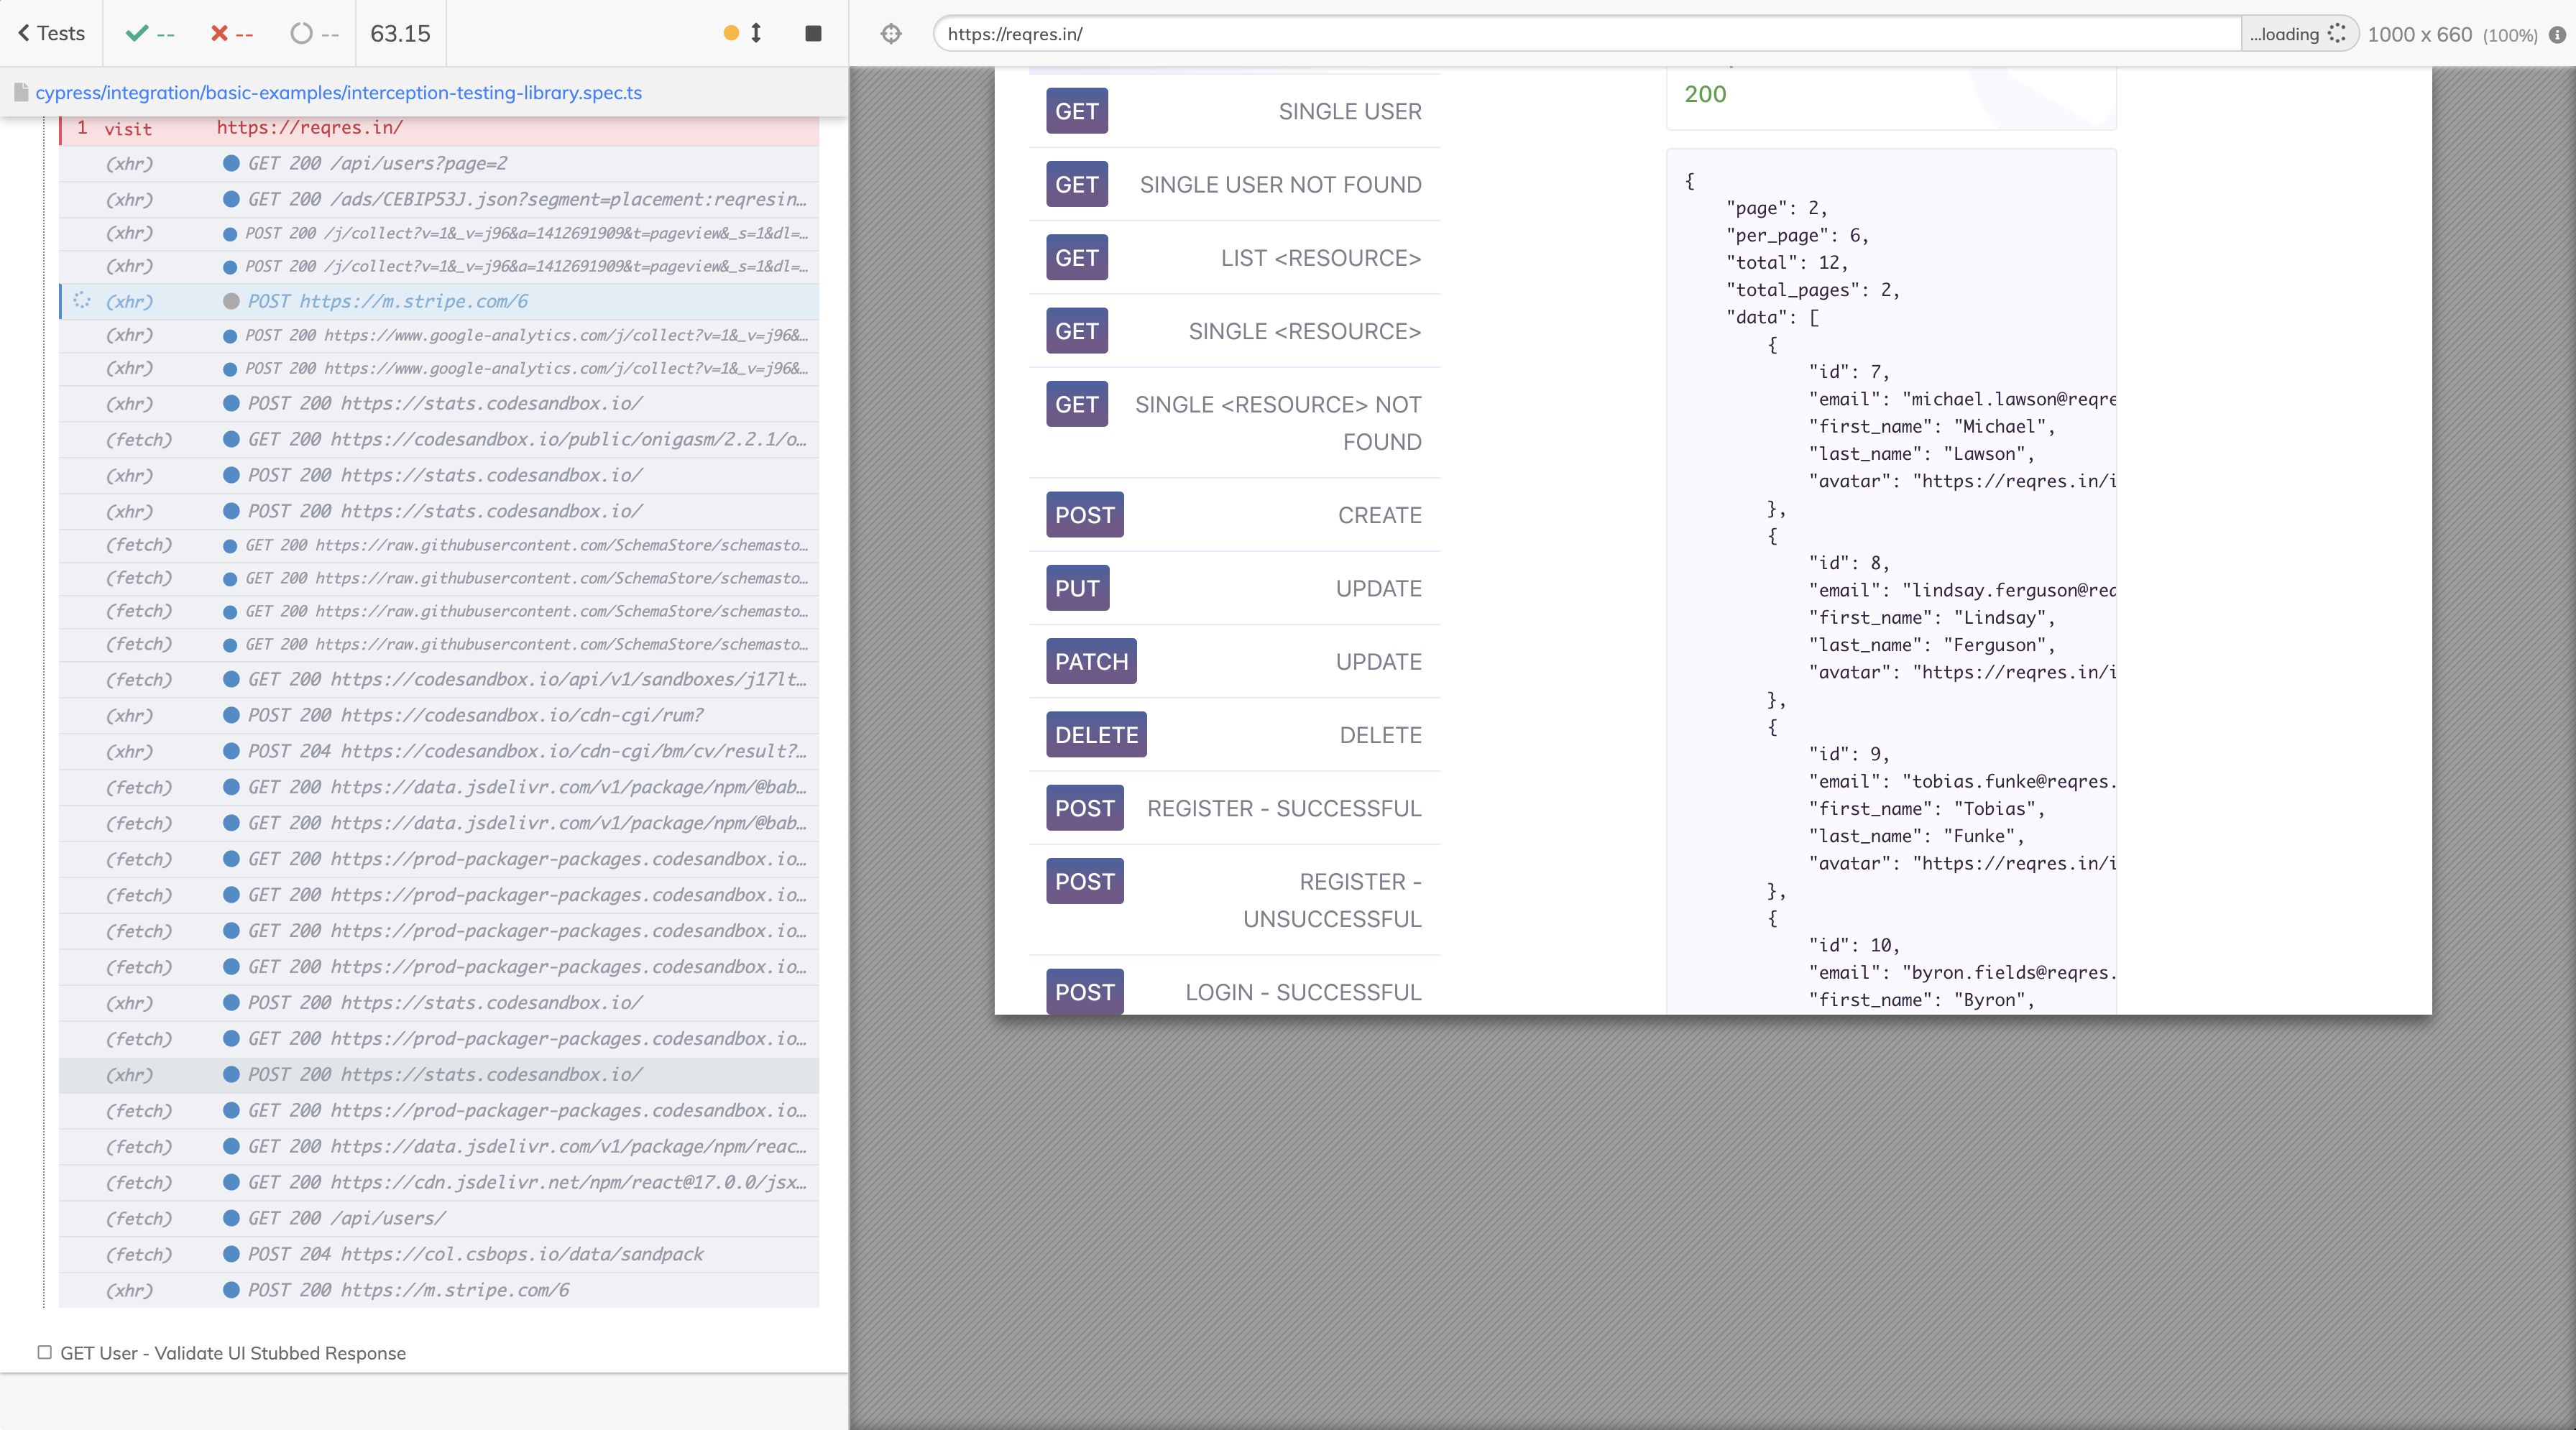 Tests
--
--
--
63.15
https://reqres.in/
...loading
1000 x 660 (100%)
cypress/integration/basic-examples/interception-testing-library.spec.ts
1 visit https://reqres.in/
(xhr) GET 200 /api/users?page=2
(xhr) GET 200 /ads/CEBIP53J.json?segment=placement:reqresin...
(xhr) POST 200 /j/collect?v=1&_v=j96&a=1412691909&t=pageview&_s=1&dl=...
(xhr) POST 200 /j/collect?v=1&_v=j96&a=1412691909&t=pageview&_s=1&dl=...
(xhr) POST https://m.stripe.com/6
(xhr) POST 200 https://www.google-analytics.com/j/collect?v=1&_v=j96&...
(xhr) POST 200 https://www.google-analytics.com/j/collect?v=1&_v=j96&...
(xhr) POST 200 https://stats.codesandbox.io/
(fetch) GET 200 https://codesandbox.io/public/onigasm/2.2.1/o...
(xhr) POST 200 https://stats.codesandbox.io/
(xhr) POST 200 https://stats.codesandbox.io/
(fetch) GET 200 https://raw.githubusercontent.com/SchemaStore/schemasto...
(fetch) GET 200 https://raw.githubusercontent.com/SchemaStore/schemasto...
(fetch) GET 200 https://raw.githubusercontent.com/SchemaStore/schemasto...
(fetch) GET 200 https://raw.githubusercontent.com/SchemaStore/schemasto...
(fetch) GET 200 https://codesandbox.io/api/v1/sandboxes/j17lt...
(xhr) POST 200 https://codesandbox.io/cdn-cgi/rum?
(xhr) POST 204 https://codesandbox.io/cdn-cgi/bm/cv/result?...
(fetch) GET 200 https://data.jsdelivr.com/v1/package/npm/@bab...
(fetch) GET 200 https://data.jsdelivr.com/v1/package/npm/@bab...
(fetch) GET 200 https://prod-packager-packages.codesandbox.io...
(fetch) GET 200 https://prod-packager-packages.codesandbox.io...
(fetch) GET 200 https://prod-packager-packages.codesandbox.io...
(fetch) GET 200 https://prod-packager-packages.codesandbox.io...
(xhr) POST 200 https://stats.codesandbox.io/
(fetch) GET 200 https://prod-packager-packages.codesandbox.io...
(xhr) POST 200 https://stats.codesandbox.io/
(fetch) GET 200 https://prod-packager-packages.codesandbox.io...
(fetch) GET 200 https://data.jsdelivr.com/v1/package/npm/reac...
(fetch) GET 200 https://cdn.jsdelivr.net/npm/react@17.0.0/jsx...
(fetch) GET 200 /api/users/
(fetch) POST 204 https://col.csbops.io/data/sandpack
(xhr) POST 200 https://m.stripe.com/6
GET User - Validate UI Stubbed Response
GET SINGLE USER
GET SINGLE USER NOT FOUND
GET LIST <RESOURCE>
GET SINGLE <RESOURCE>
GET SINGLE <RESOURCE> NOT
FOUND
POST CREATE
PUT UPDATE
PATCH UPDATE
DELETE DELETE
POST REGISTER - SUCCESSFUL
POST REGISTER -
UNSUCCESSFUL
POST LOGIN - SUCCESSFUL
200
{
"page": 2,
"per_page": 6,
"total": 12,
"total_pages": 2,
"data": [
{
"id": 7,
"email": "michael.lawson@reqre
"first_name": "Michael",
"last_name": "Lawson",
"avatar": "https://reqres.in/i
},
{
"id": 8,
"email": "lindsay.ferguson@req
"first_name": "Lindsay",
"last_name": "Ferguson",
"avatar": "https://reqres.in/i
},
{
"id": 9,
"email": "tobias.funke@reqres.
"first_name": "Tobias",
"last_name": "Funke",
"avatar": "https://reqres.in/i
},
{
"id": 10,
"email": "byron.fields@reqres.
"first_name": "Byron",